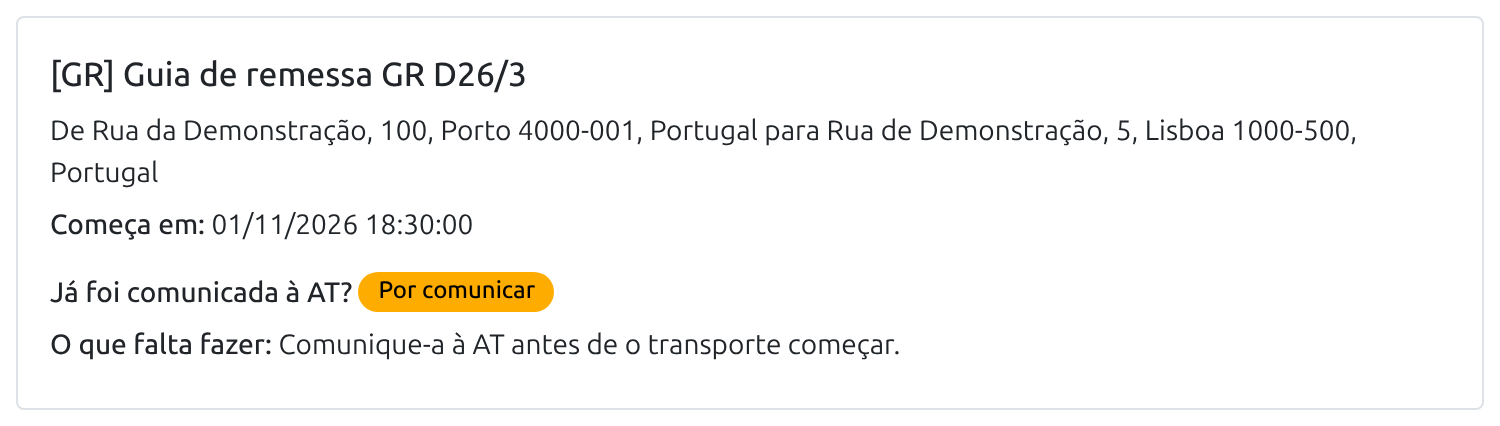 [GR] Guia de remessa GR D26/3
De Rua da Demonstração, 100, Porto 4000-001, Portugal para Rua de Demonstração, 5, Lisboa 1000-500,
Portugal
Começa em: 01/11/2026 18:30:00
Já foi comunicada à AT? Por comunicar
O que falta fazer: Comunique-a à AT antes de o transporte começar.